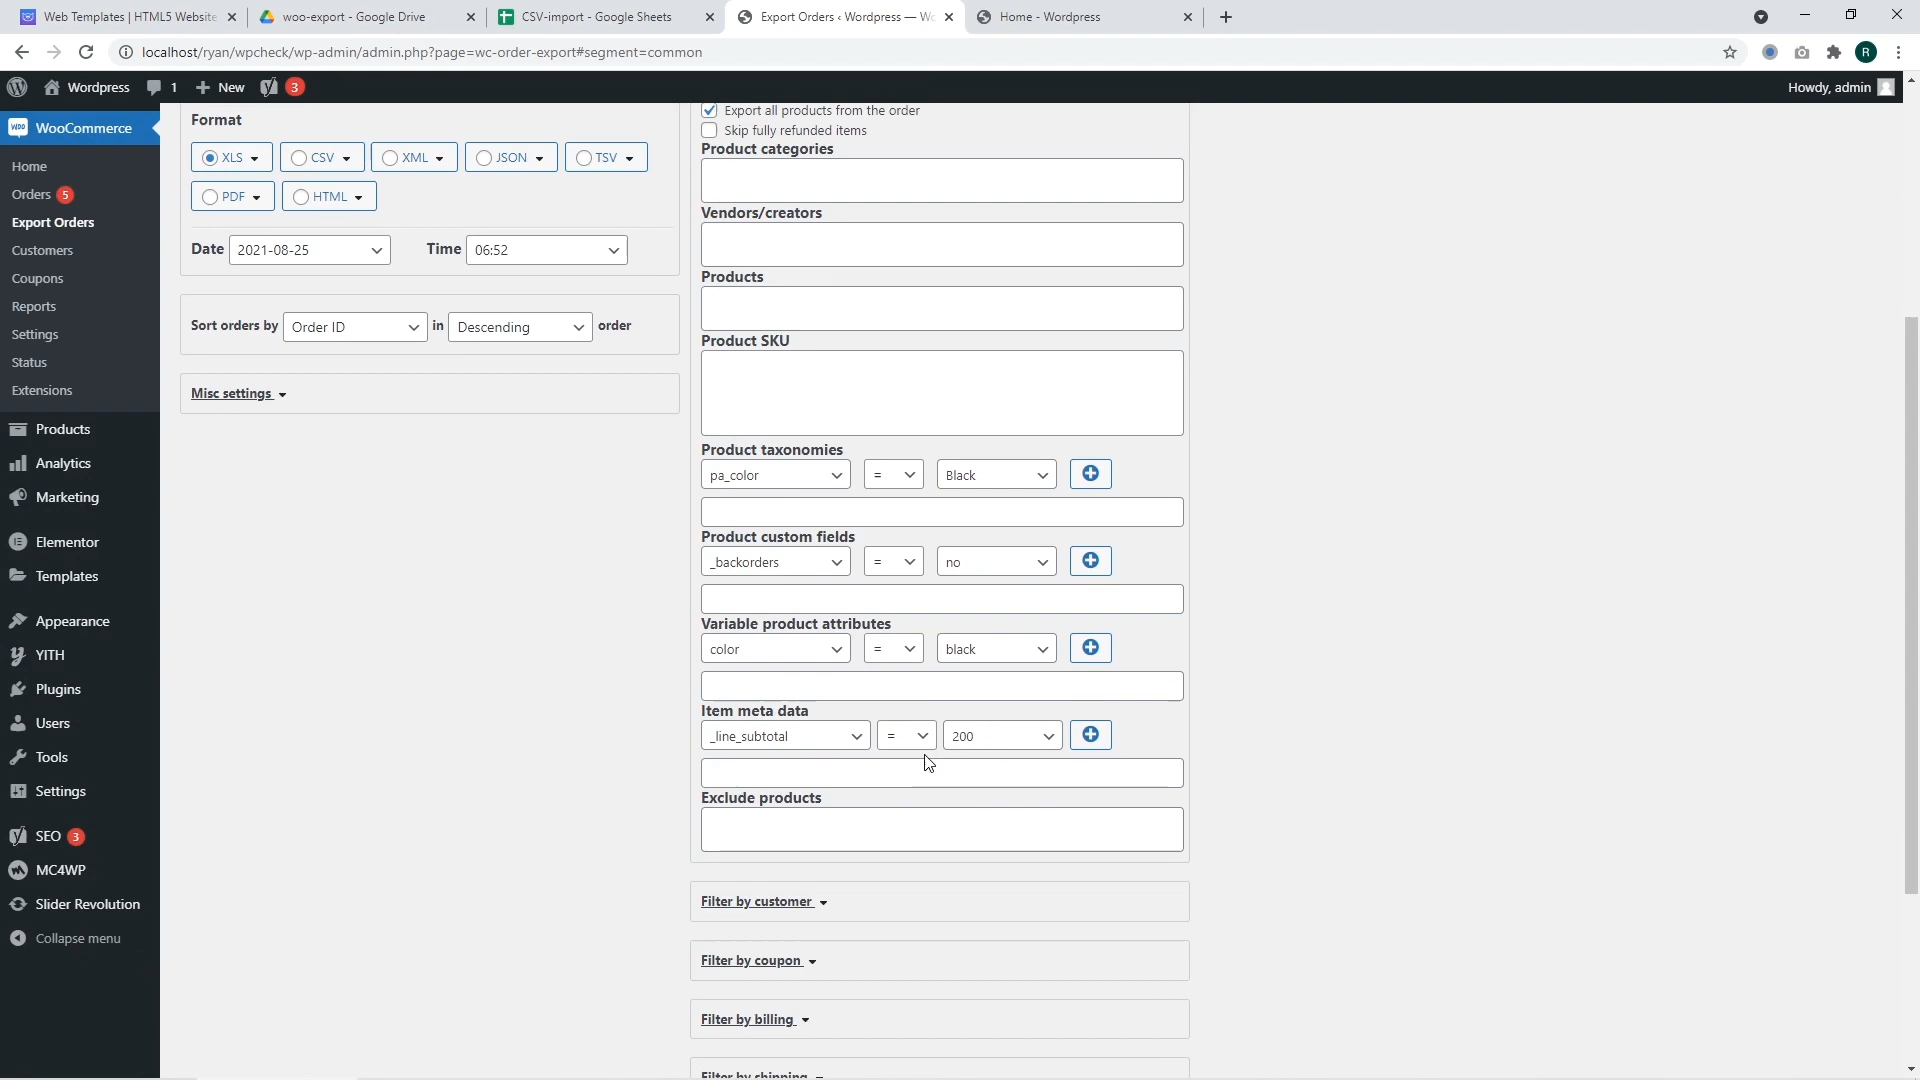 Web Templates | HTML5 Website
woo-export - Google Drive
CSV-import - Google Sheets
Export Orders ‹ Wordpress — Wo
Home - Wordpress
localhost/ryan/wpcheck/wp-admin/admin.php?page=wc-order-export#segment=common
R
Wordpress
1
New
3
Howdy, admin
WooCommerce
Home
Orders 5
Export Orders
Customers
Coupons
Reports
Settings
Status
Extensions
Products
Analytics
Marketing
Elementor
Templates
Appearance
YITH
Plugins
Users
Tools
Settings
SEO 3
MC4WP
Slider Revolution
Collapse menu
Format
XLS CSV XML JSON TSV
PDF HTML
Date 2021-08-25 Time 06:52
Sort orders by Order ID in Descending order
Misc settings
Export all products from the order
Skip fully refunded items
Product categories
Vendors/creators
Products
Product SKU
Product taxonomies
pa_color = Black
Product custom fields
_backorders = no
Variable product attributes
color = black
Item meta data
_line_subtotal = 200
Exclude products
Filter by customer
Filter by coupon
Filter by billing
Filter by shipping